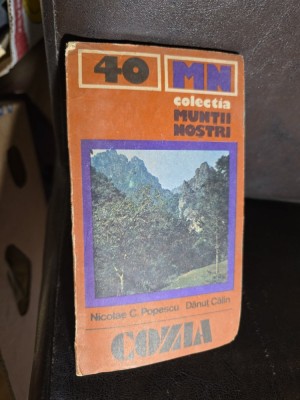 40 MN
colecția
MUNȚII
NOȘTRI
Nicolae C. Popescu Dănuț Călin
COZIA